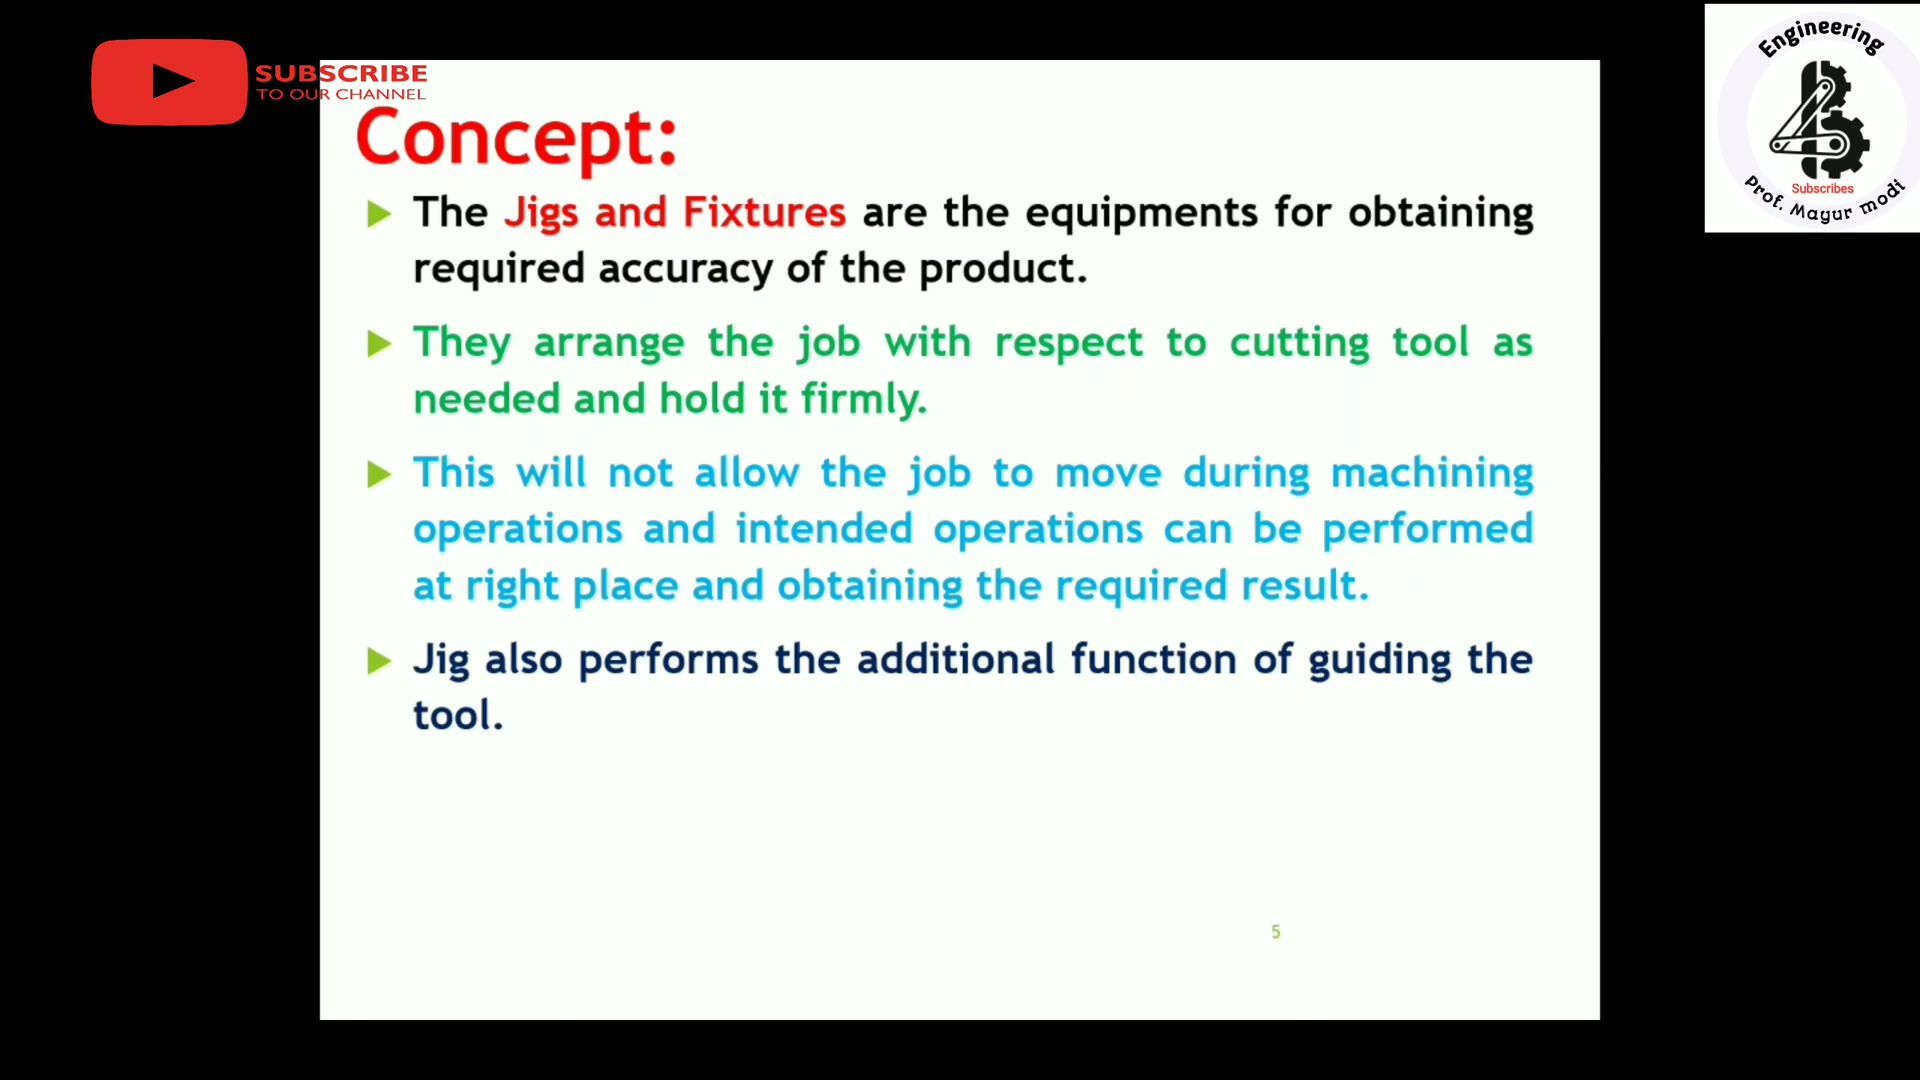 SUBSCRIBE
TO OUR CHANNEL
Engineering
Subscribes
Prof. Mayur modi
Concept:
The Jigs and Fixtures are the equipments for obtaining
required accuracy of the product.
They arrange the job with respect to cutting tool as
needed and hold it firmly.
This will not allow the job to move during machining
operations and intended operations can be performed
at right place and obtaining the required result.
Jig also performs the additional function of guiding the
tool.
5